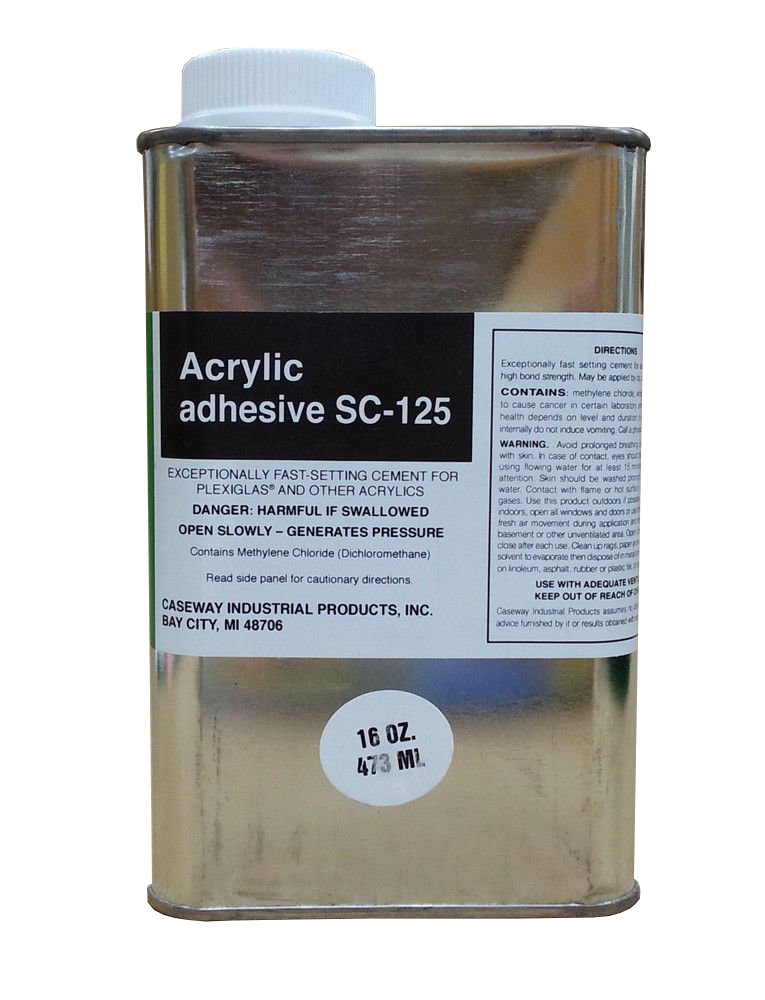 Acrylic
adhesive SC-125
EXCEPTIONALLY FAST-SETTING CEMENT FOR
PLEXIGLAS® AND OTHER ACRYLICS
DANGER: HARMFUL IF SWALLOWED
OPEN SLOWLY – GENERATES PRESSURE
Contains Methylene Chloride (Dichloromethane)
Read side panel for cautionary directions.
CASEWAY INDUSTRIAL PRODUCTS, INC.
BAY CITY, MI 48706
DIRECTIONS
Exceptionally fast setting cement for
high bond strength. May be applied by
CONTAINS: methylene chloride,
to cause cancer in certain laboratory
health depends on level and duration
internally do not induce vomiting. Call a
WARNING. Avoid prolonged breathing
with skin. In case of contact, eyes should
using flowing water for at least 15
attention. Skin should be washed
water. Contact with flame or hot
gases. Use this product outdoors if
indoors, open all windows and doors or use
fresh air movement during application and
basement or other unventilated area. Open
close after each use. Clean up rags, paper
solvent to evaporate then dispose of in metal
on linoleum, asphalt, rubber or plastic tile,
USE WITH ADEQUATE
KEEP OUT OF REACH OF
Caseway Industrial Products assumes no
advice furnished by it or results obtained
16 OZ.
473 ML